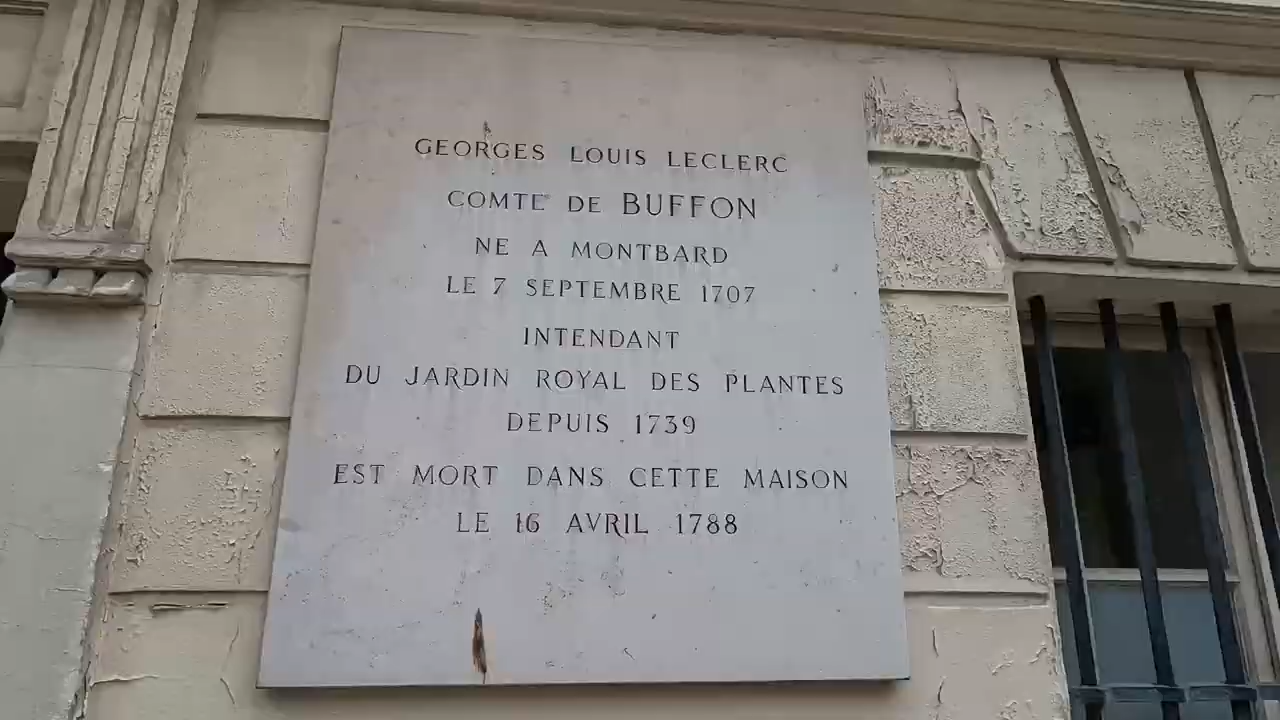 GEORGES LOUIS LECLERC
COMTE DE BUFFON
NE A MONTBARD
LE 7 SEPTEMBRE 1707
INTENDANT
DU JARDIN ROYAL DES PLANTES
DEPUIS 1739
EST MORT DANS CETTE MAISON
LE 16 AVRIL 1788